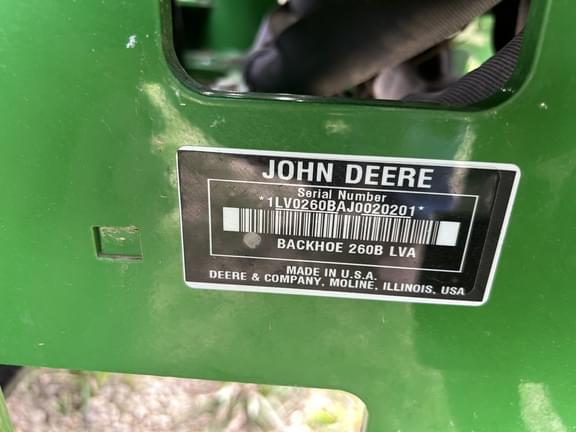 JOHN DEERE
Serial Number
*1LV0260BAJ0020201*
BACKHOE 260B LVA
MADE IN U.S.A.
DEERE & COMPANY, MOLINE, ILLINOIS, USA